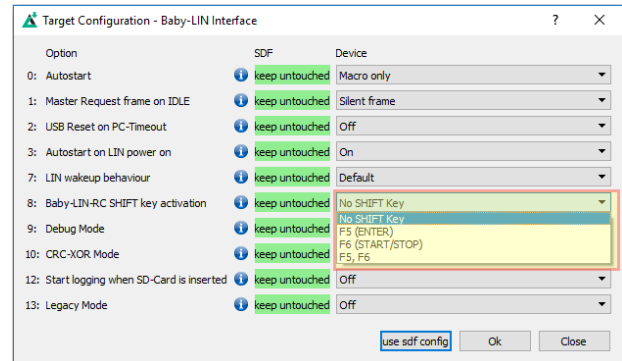 Target Configuration - Baby-LIN Interface ? ×
Option SDF Device
0: Autostart keep untouched Macro only
1: Master Request frame on IDLE keep untouched Silent frame
2: USB Reset on PC-Timeout keep untouched Off
3: Autostart on LIN power on keep untouched On
7: LIN wakeup behaviour keep untouched Default
8: Baby-LIN-RC SHIFT key activation keep untouched No SHIFT Key
No SHIFT Key
9: Debug Mode keep untouched F5 (ENTER)
F6 (START/STOP)
10: CRC-XOR Mode keep untouched F5, F6
12: Start logging when SD-Card is inserted keep untouched Off
13: Legacy Mode keep untouched Off
use sdf config Ok Close